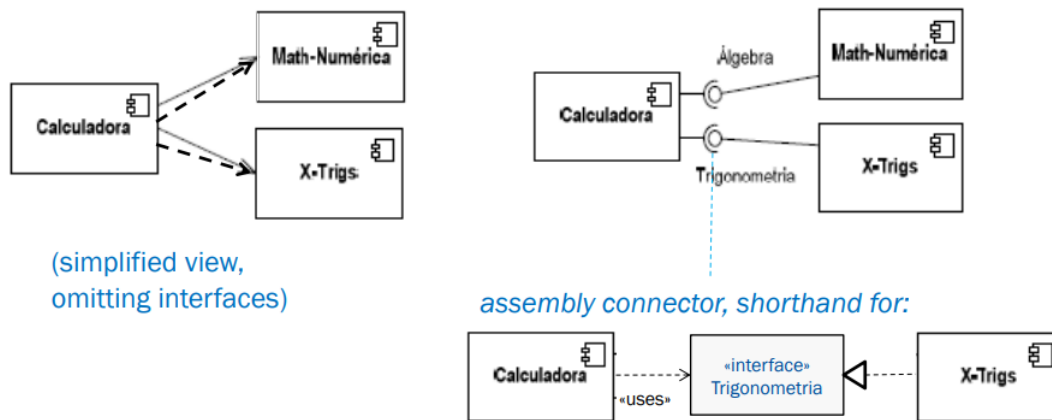 Math-Numérica
Calculadora
X-Trigs
(simplified view,
omitting interfaces)
Álgebra
Math-Numérica
Calculadora
Trigonometria
X-Trigs
assembly connector, shorthand for:
Calculadora
«uses»
«interface»
Trigonometria
X-Trigs